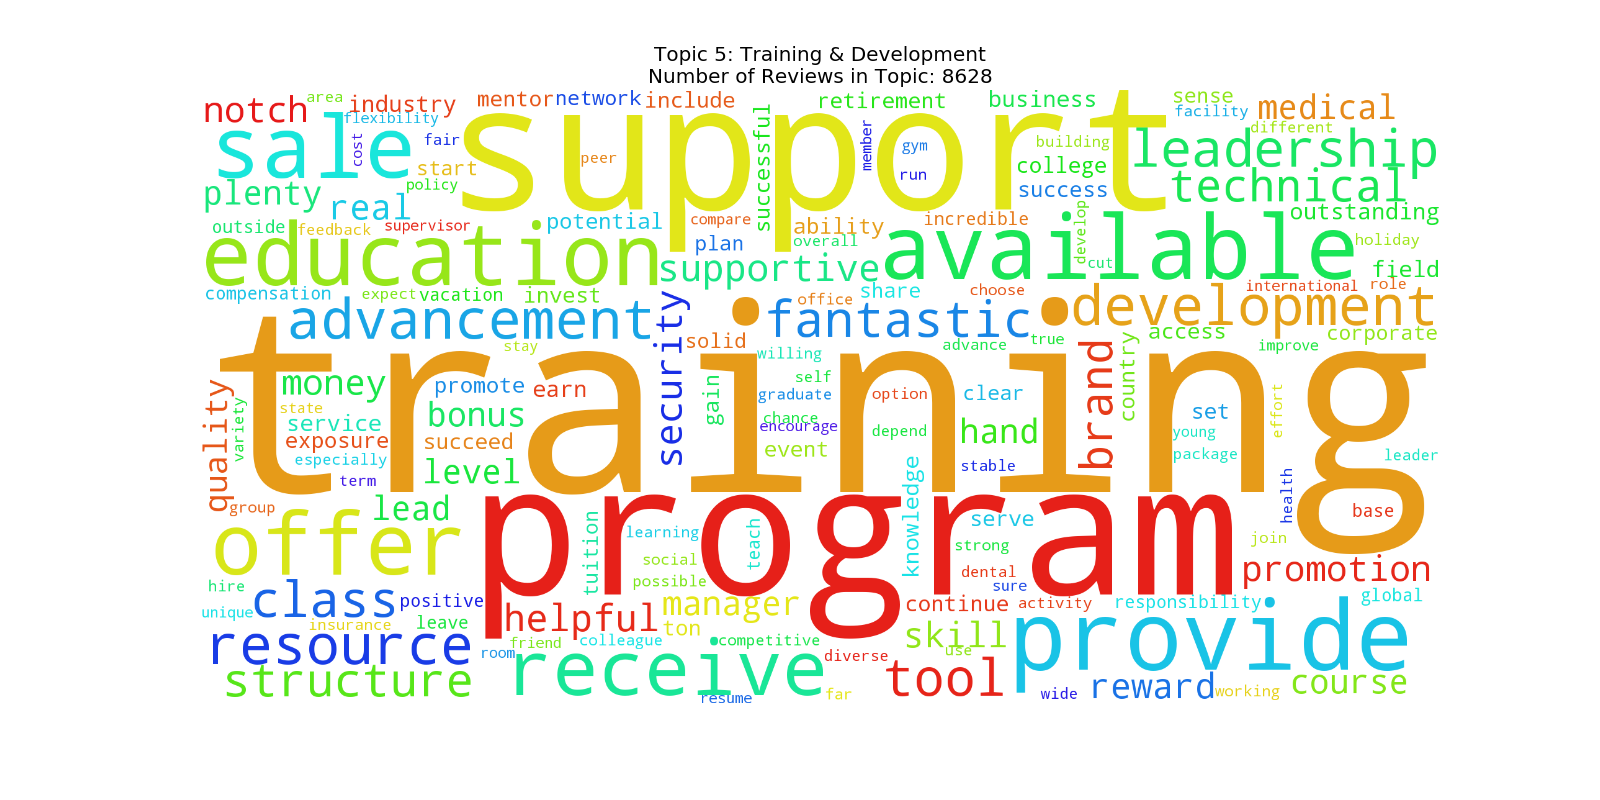 Topic 5: Training & Development
Number of Reviews in Topic: 8628
area
notch
industry
mentor
network
include
retirement
business
sense
medical
flexibility
facility
sale
support
successful
member
different
cost
fair
peer
gym
building
leadership
start
run
college
technical
policy
success
plenty
real
outside
feedback
supervisor
potential
compare
ability
incredible
develop
outstanding
education
plan
overall
available
holiday
supportive
cut
field
compensation
expect
vacation
invest
office
share
choose
international
role
advancement
security
fantastic
development
solid
stay
willing
advance
true
access
improve
corporate
training
brand
country
quality
variety
money
promote
earn
gain
self
graduate
option
clear
effort
state
bonus
set
service
chance
encourage
depend
hand
young
exposure
succeed
event
package
leader
especially
level
knowledge
stable
term
health
group
lead
program
base
offer
tuition
learning
teach
serve
strong
join
social
possible
dental
sure
promotion
hire
class
positive
helpful
manager
continue
activity
responsibility
global
unique
insurance
leave
ton
skill
provide
resource
friend
colleague
competitive
use
room
diverse
structure
receive
tool
reward
course
resume
far
wide
working